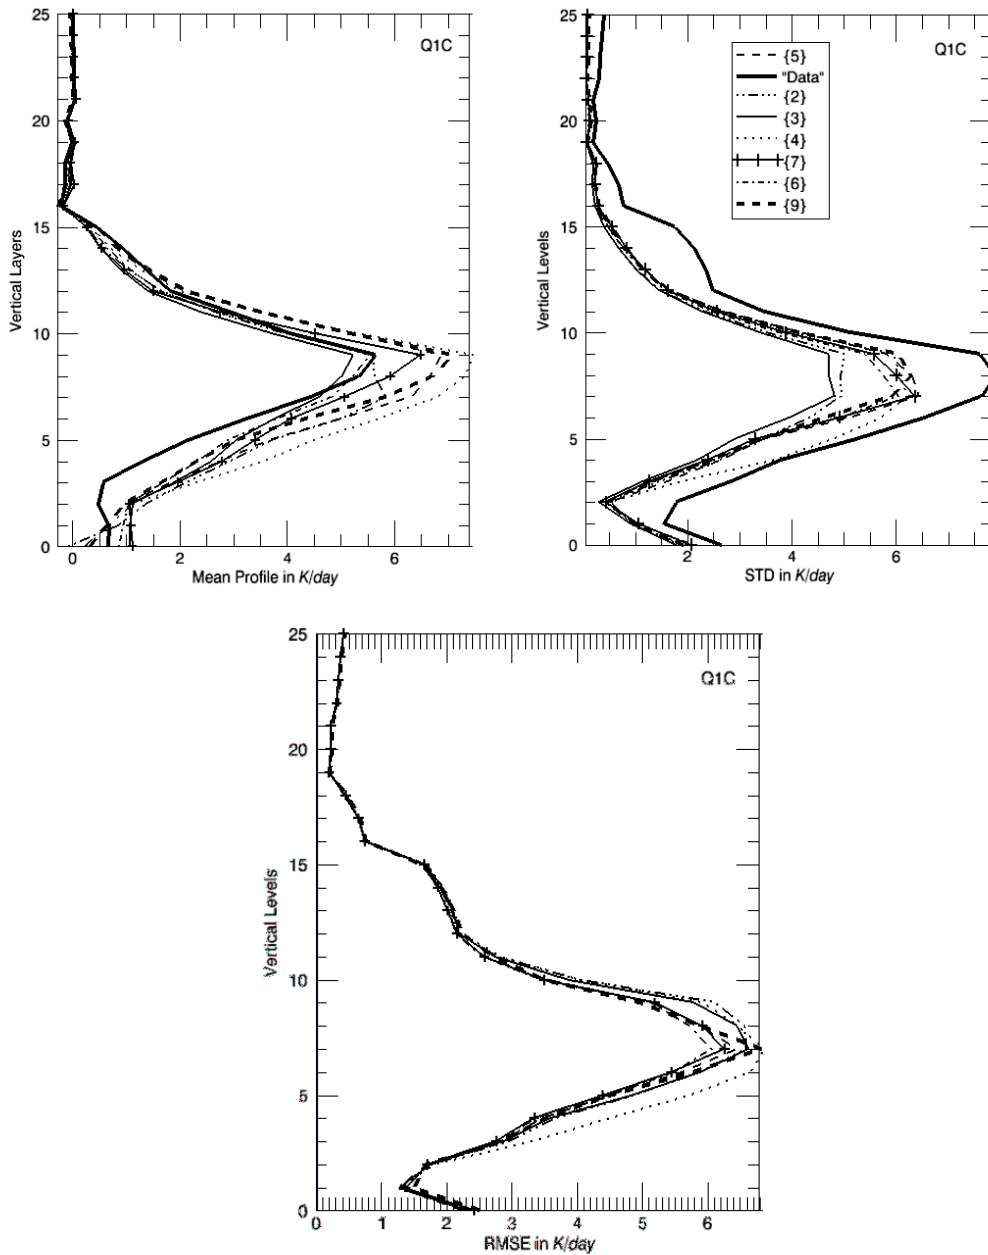 25
20
15
10
5
0
Vertical Layers
Q1C
0 2 4 6
Mean Profile in K/day
25
20
15
10
5
0
Vertical Levels
Q1C
{5}
"Data"
{2}
{3}
{4}
{7}
{6}
{9}
2 4 6
STD in K/day
25
20
15
10
5
0
Vertical Levels
Q1C
0 1 2 3 4 5 6
RMSE in K/day